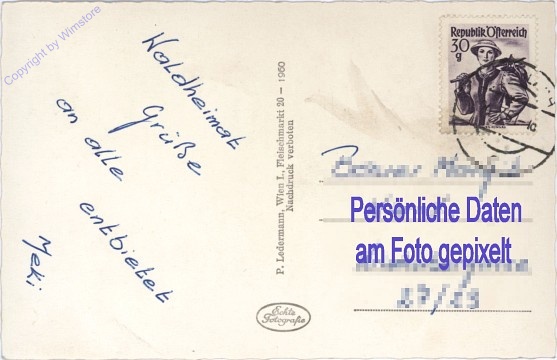 Copyright by Wimstore
Waldheimat
Grüße
an alle
entbietet
P. Ledermann, Wien I., Fleischmarkt 20 – 1960
Nachdruck verboten
Echte
Fotografie
Republik Österreich
30
g
Persönliche Daten
am Foto gepixelt